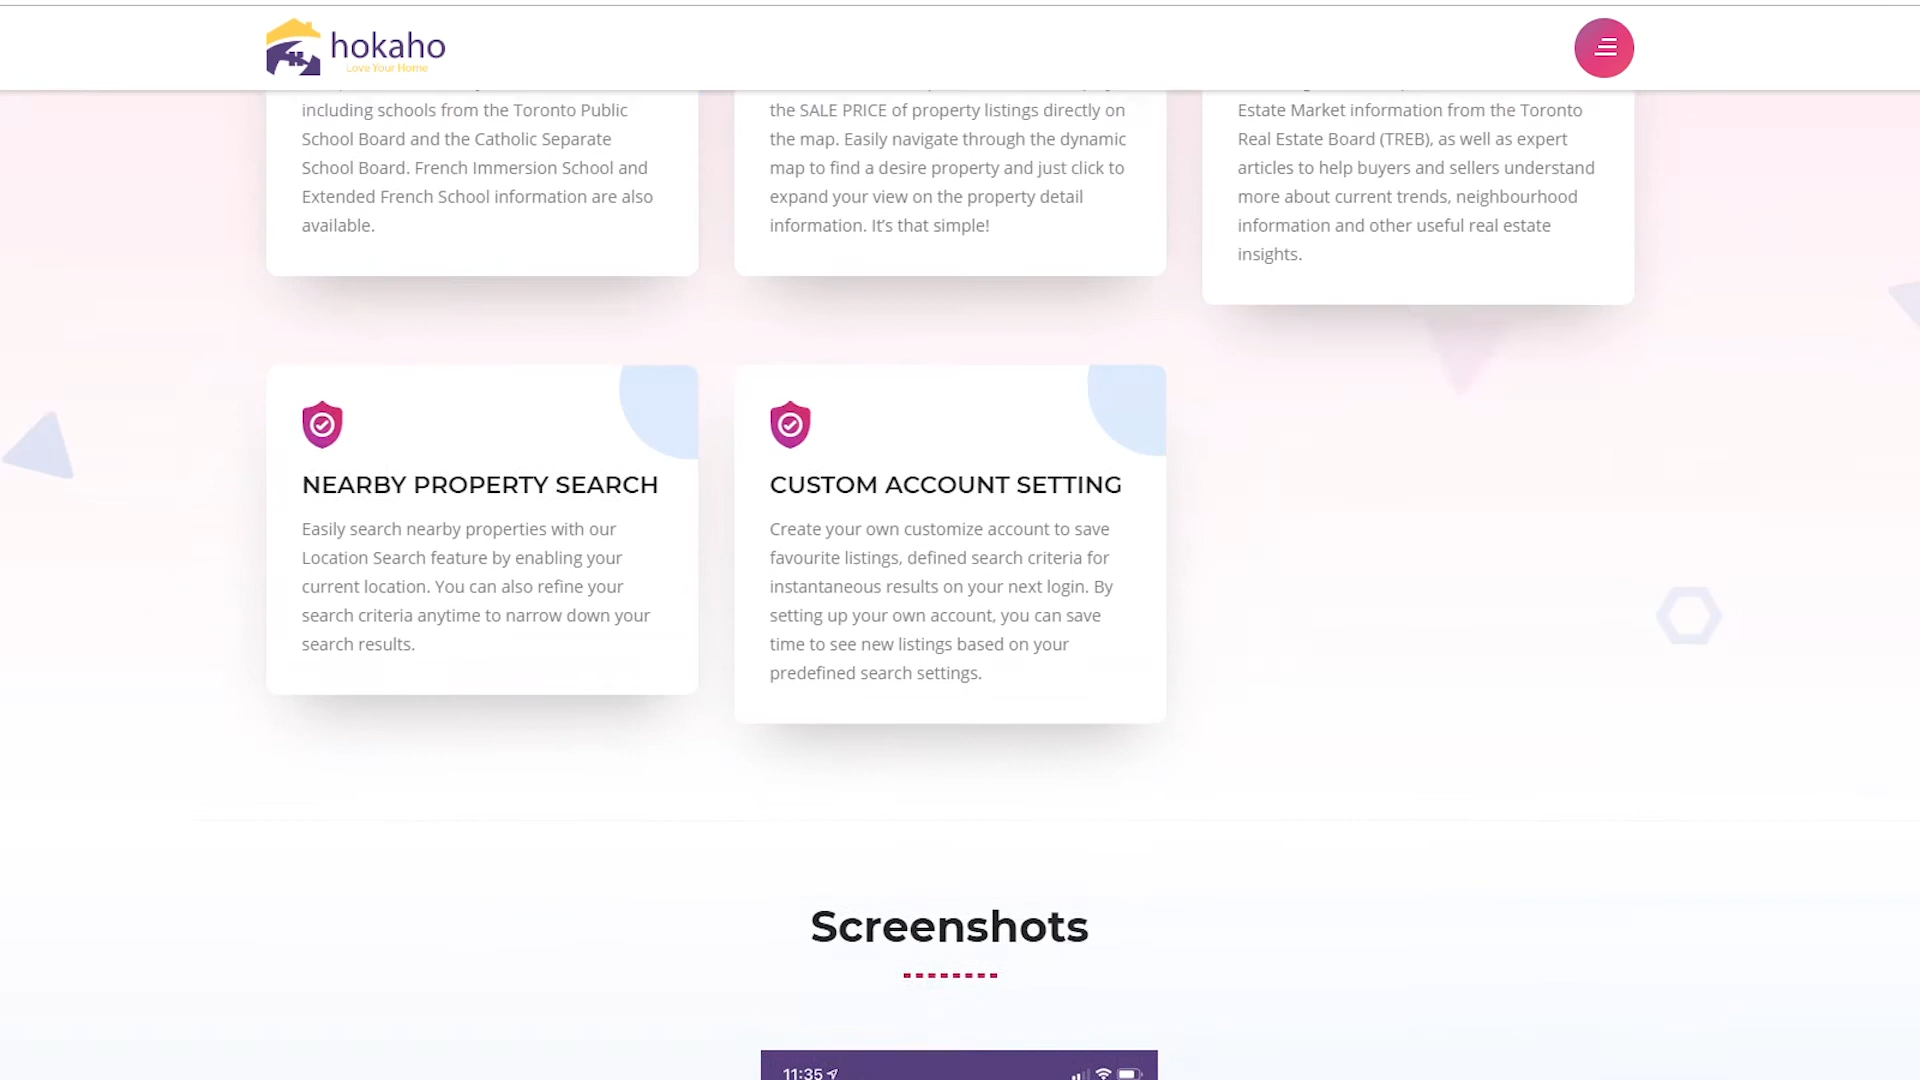 hokaho
Love Your Home
including schools from the Toronto Public
School Board and the Catholic Separate
School Board. French Immersion School and
Extended French School information are also
available.
the SALE PRICE of property listings directly on
the map. Easily navigate through the dynamic
map to find a desire property and just click to
expand your view on the property detail
information. It’s that simple!
Estate Market information from the Toronto
Real Estate Board (TREB), as well as expert
articles to help buyers and sellers understand
more about current trends, neighbourhood
information and other useful real estate
insights.
NEARBY PROPERTY SEARCH
Easily search nearby properties with our
Location Search feature by enabling your
current location. You can also refine your
search criteria anytime to narrow down your
search results.
CUSTOM ACCOUNT SETTING
Create your own customize account to save
favourite listings, defined search criteria for
instantaneous results on your next login. By
setting up your own account, you can save
time to see new listings based on your
predefined search settings.
Screenshots
11:35